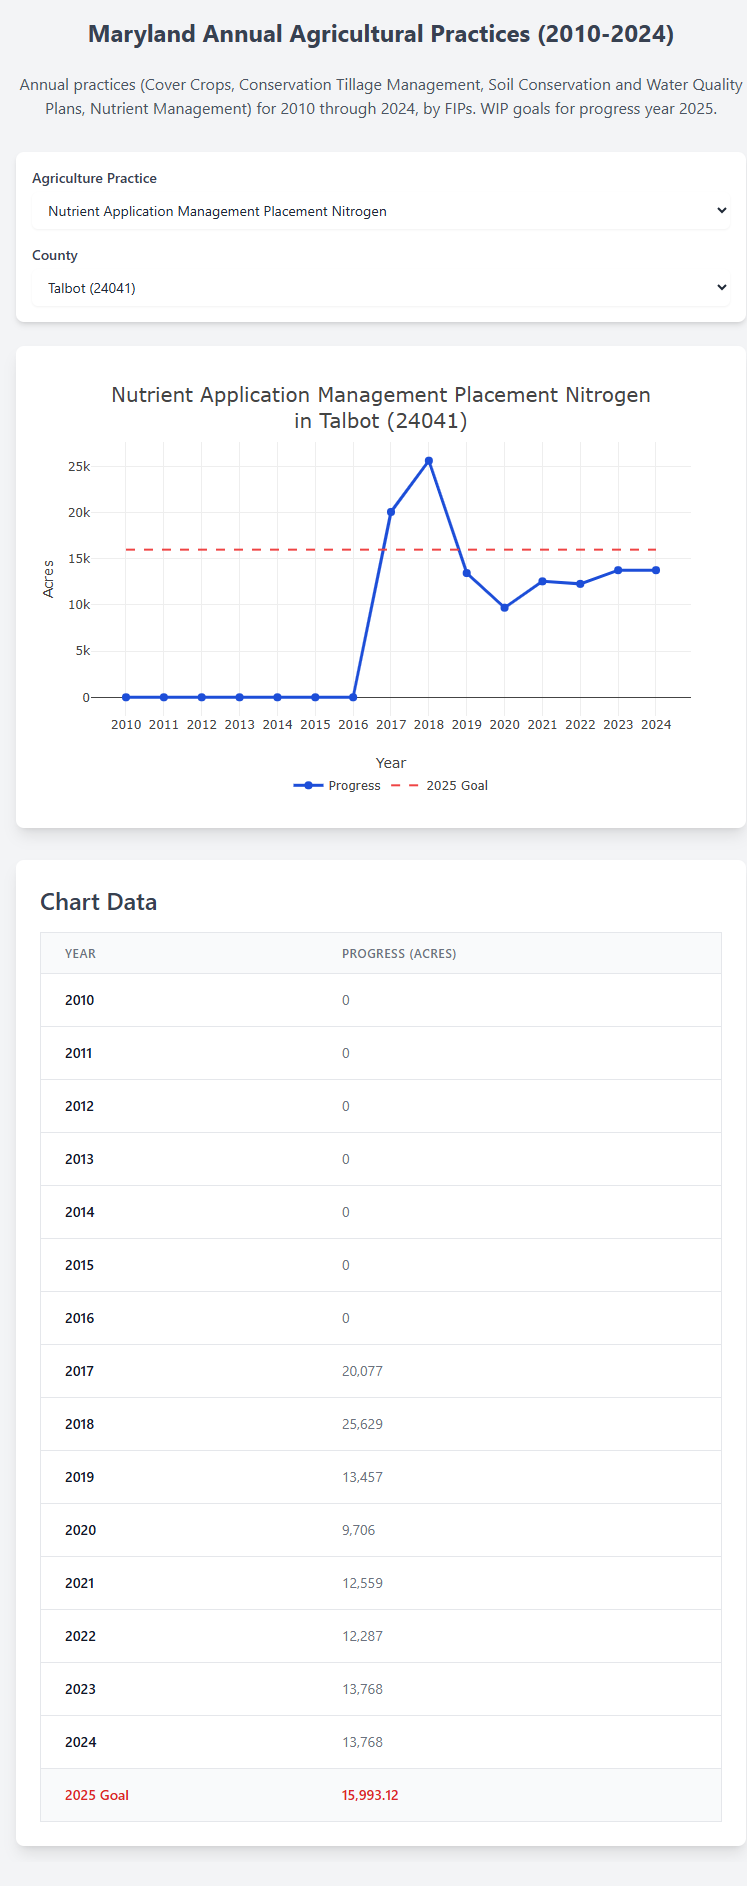 Maryland Annual Agricultural Practices (2010-2024)
Annual practices (Cover Crops, Conservation Tillage Management, Soil Conservation and Water Quality
Plans, Nutrient Management) for 2010 through 2024, by FIPs. WIP goals for progress year 2025.
Agriculture Practice
Nutrient Application Management Placement Nitrogen
County
Talbot (24041)
Nutrient Application Management Placement Nitrogen
in Talbot (24041)
25k
20k
15k
10k
5k
0
Acres
2010 2011 2012 2013 2014 2015 2016 2017 2018 2019 2020 2021 2022 2023 2024
Year
Progress 2025 Goal
Chart Data
YEAR PROGRESS (ACRES)
2010 0
2011 0
2012 0
2013 0
2014 0
2015 0
2016 0
2017 20,077
2018 25,629
2019 13,457
2020 9,706
2021 12,559
2022 12,287
2023 13,768
2024 13,768
2025 Goal 15,993.12